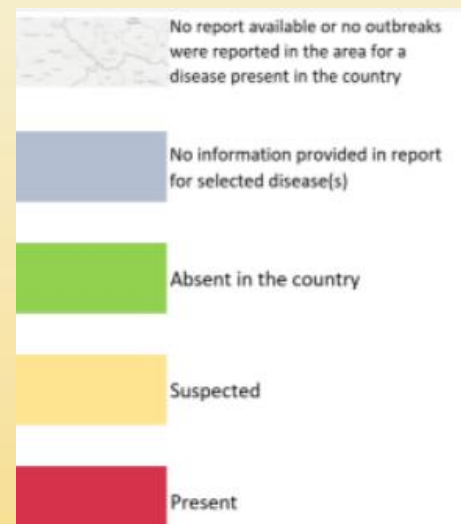 No report available or no outbreaks
were reported in the area for a
disease present in the country
No information provided in report
for selected disease(s)
Absent in the country
Suspected
Present